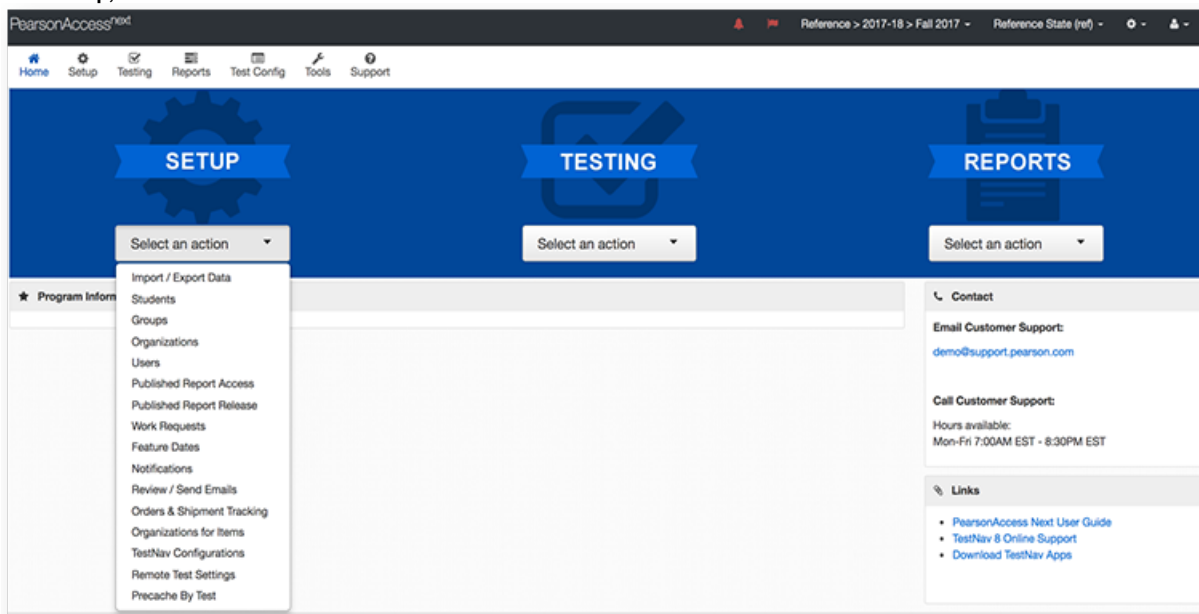 PearsonAccessnext
Reference > 2017-18 > Fall 2017
Reference State (ref)
Home Setup Testing Reports Test Config Tools Support
SETUP
TESTING
REPORTS
Select an action
Select an action
Select an action
Import / Export Data
Students
Groups
Organizations
Users
Published Report Access
Published Report Release
Work Requests
Feature Dates
Notifications
Review / Send Emails
Orders & Shipment Tracking
Organizations for Items
TestNav Configurations
Remote Test Settings
Precache By Test
Program Inform
Contact
Email Customer Support:
demo@support.pearson.com
Call Customer Support:
Hours available:
Mon-Fri 7:00AM EST - 8:30PM EST
Links
PearsonAccess Next User Guide
TestNav 8 Online Support
Download TestNav Apps